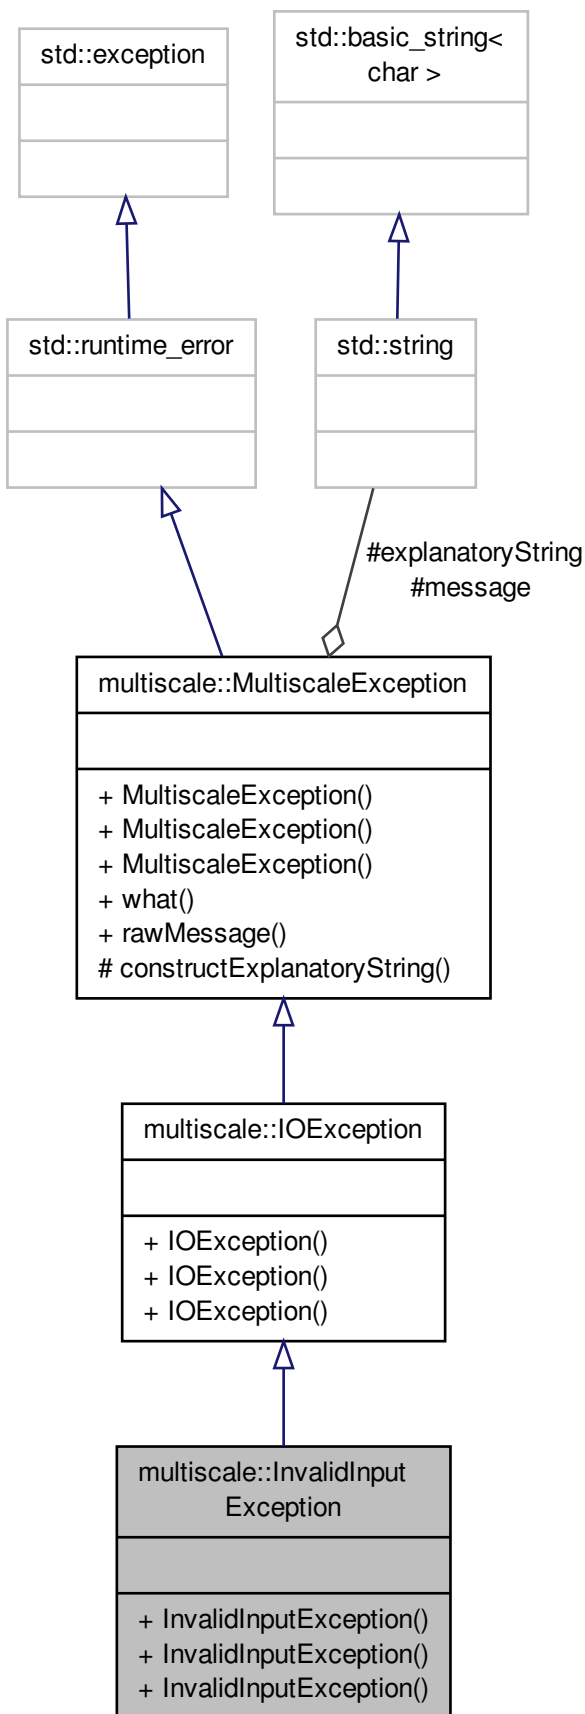 std::exception
std::basic_string<
char >
std::runtime_error
std::string
#explanatoryString
#message
multiscale::MultiscaleException
+ MultiscaleException()
+ MultiscaleException()
+ MultiscaleException()
+ what()
+ rawMessage()
# constructExplanatoryString()
multiscale::IOException
+ IOException()
+ IOException()
+ IOException()
multiscale::InvalidInput
Exception
+ InvalidInputException()
+ InvalidInputException()
+ InvalidInputException()